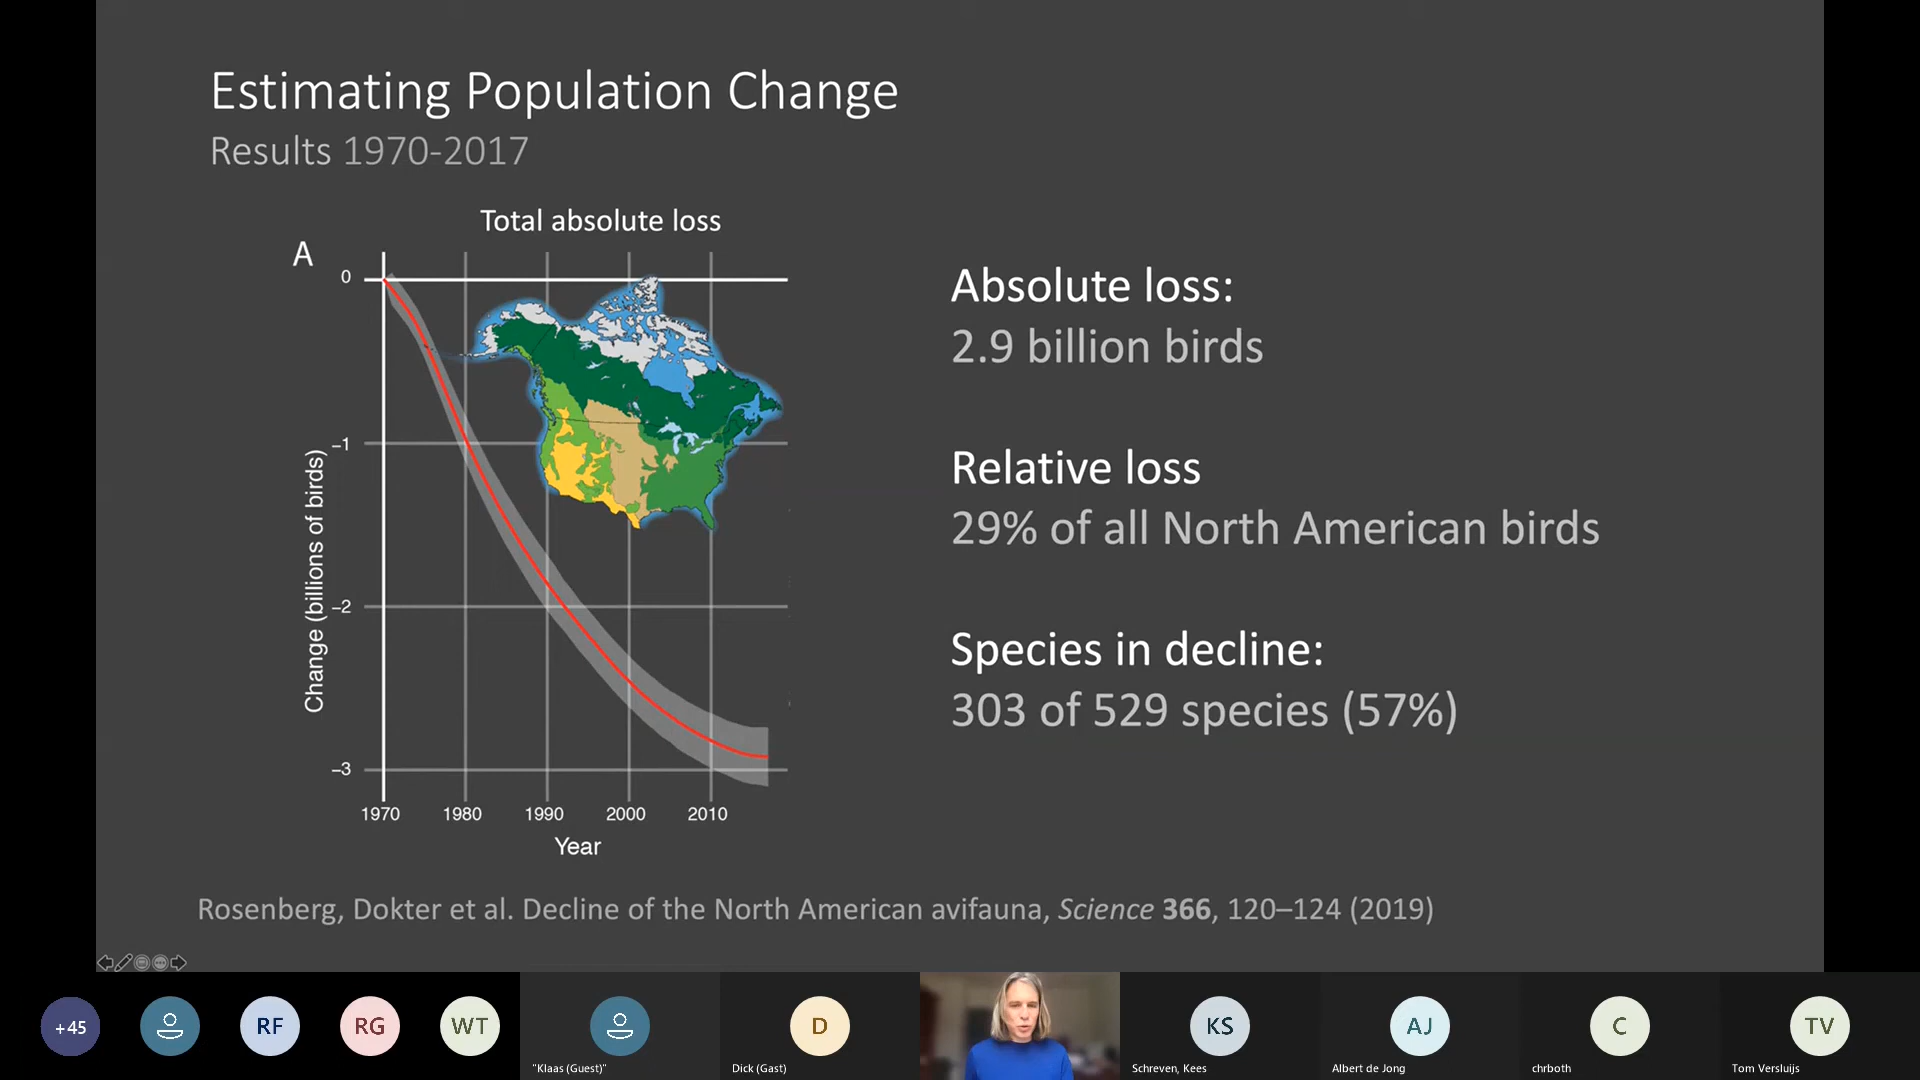 Estimating Population Change
Results 1970-2017
Total absolute loss
A
0
–1
–2
–3
Change (billions of birds)
1970 1980 1990 2000 2010
Year
Absolute loss:
2.9 billion birds
Relative loss
29% of all North American birds
Species in decline:
303 of 529 species (57%)
Rosenberg, Dokter et al. Decline of the North American avifauna, Science 366, 120–124 (2019)
+45
RF
RG
WT
"Klaas (Guest)"
D
Dick (Gast)
KS
Schreven, Kees
AJ
Albert de Jong
C
chrboth
TV
Tom Versluijs